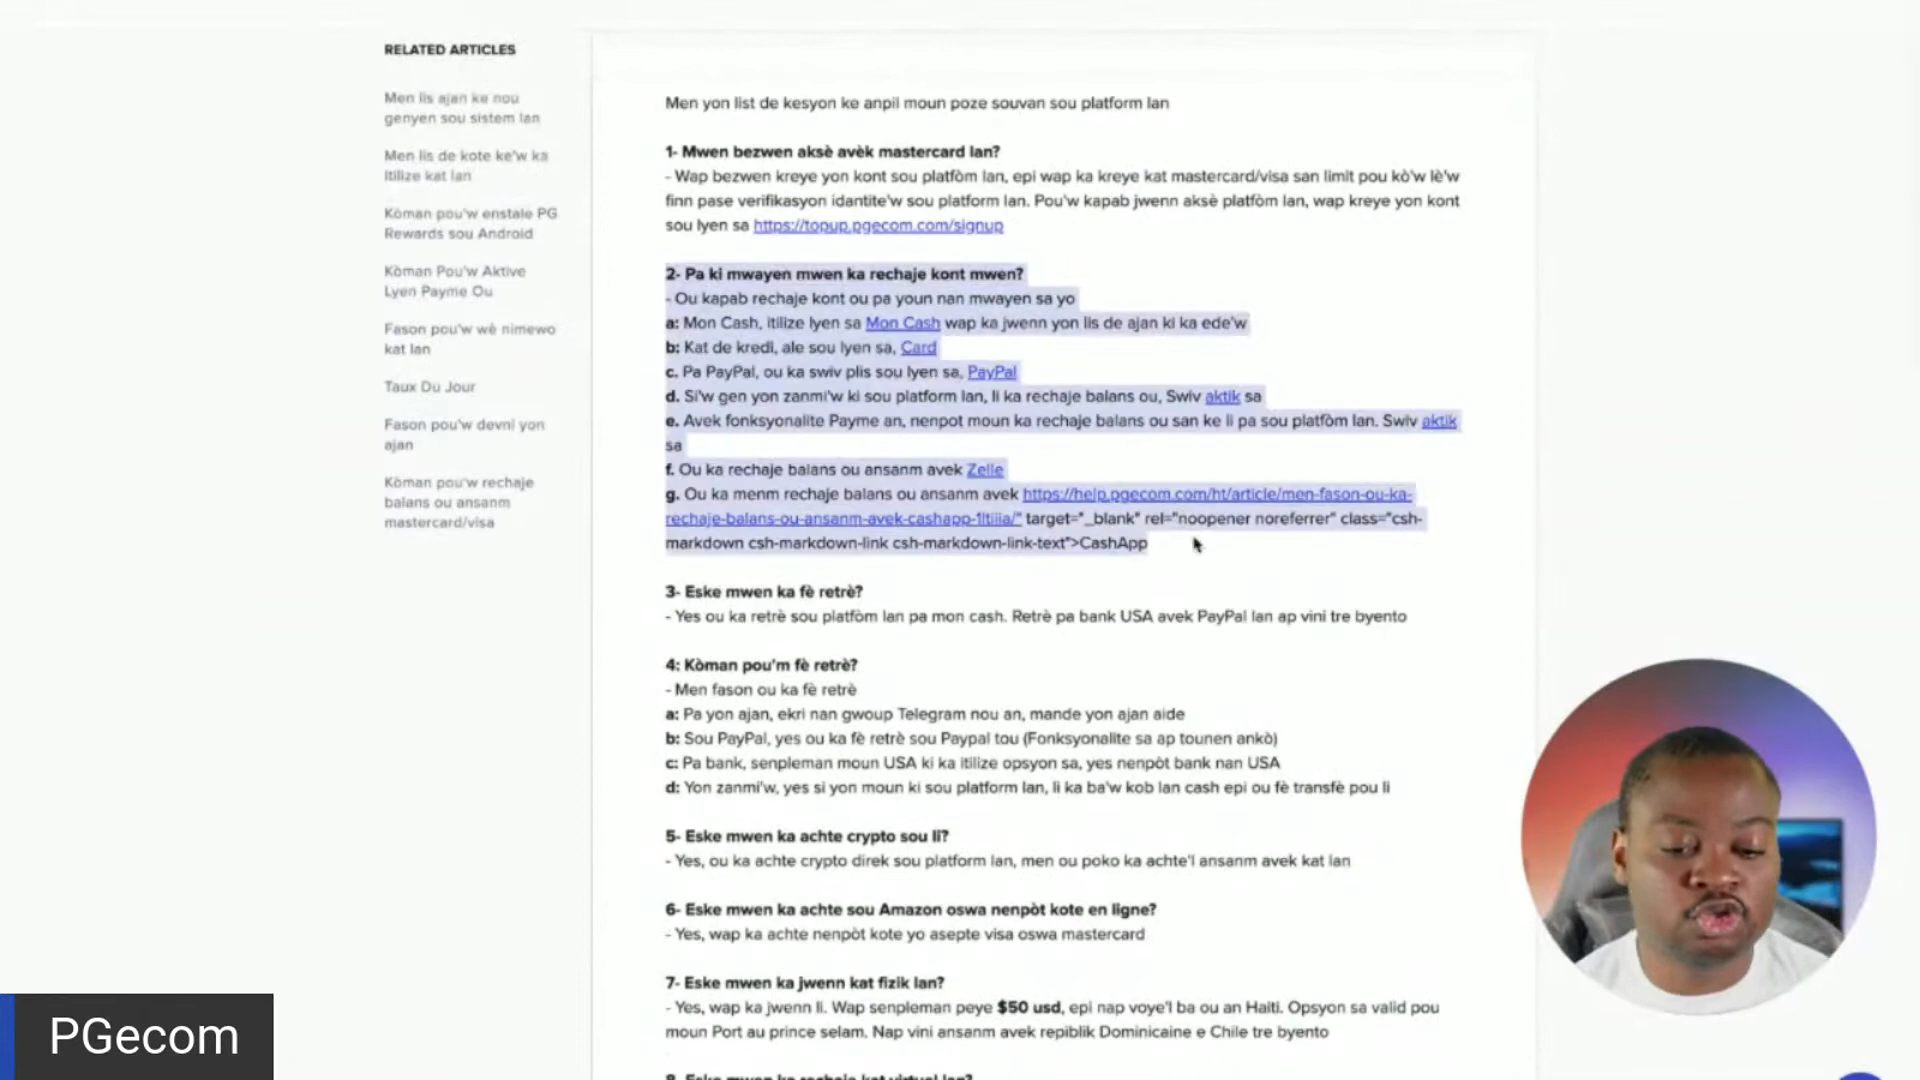 RELATED ARTICLES
Men lis ajan ke nou
genyen sou sistem lan
Men lis de kote ke'w ka
itilize kat lan
Kòman pou'w enstale PG
Rewards sou Android
Kòman Pou'w Aktive
Lyen Payme Ou
Fason pou'w wè nimewo
kat lan
Taux Du Jour
Fason pou'w devni yon
ajan
Kòman pou'w rechaje
balans ou ansanm
mastercard/visa
Men yon list de kesyon ke anpil moun poze souvan sou platform lan
1- Mwen bezwen aksè avèk mastercard lan?
- Wap bezwen kreye yon kont sou platfòm lan, epi wap ka kreye kat mastercard/visa san limit pou kò'w lè'w
finn pase verifikasyon idantite'w sou platform lan. Pou'w kapab jwenn aksè platfòm lan, wap kreye yon kont
sou lyen sa https://topup.pgecom.com/signup
2- Pa ki mwayen mwen ka rechaje kont mwen?
- Ou kapab rechaje kont ou pa youn nan mwayen sa yo
a: Mon Cash, itilize lyen sa Mon Cash wap ka jwenn yon lis de ajan ki ka ede'w
b: Kat de kredi, ale sou lyen sa, Card
c. Pa PayPal, ou ka swiv plis sou lyen sa, PayPal
d. Si'w gen yon zanmi'w ki sou platform lan, li ka rechaje balans ou, Swiv aktik sa
e. Avek fonksyonalite Payme an, nenpot moun ka rechaje balans ou san ke li pa sou platfòm lan. Swiv aktik
sa
f. Ou ka rechaje balans ou ansanm avek Zelle
g. Ou ka menm rechaje balans ou ansanm avek https://help.pgecom.com/ht/article/men-fason-ou-ka-
rechaje-balans-ou-ansanm-avek-cashapp-1ltiiia/" target="_blank" rel="noopener noreferrer" class="csh-
markdown csh-markdown-link csh-markdown-link-text">CashApp
3- Eske mwen ka fè retrè?
- Yes ou ka retrè sou platfòm lan pa mon cash. Retrè pa bank USA avek PayPal lan ap vini tre byento
4: Kòman pou'm fè retrè?
- Men fason ou ka fè retrè
a: Pa yon ajan, ekri nan gwoup Telegram nou an, mande yon ajan aide
b: Sou PayPal, yes ou ka fè retrè sou Paypal tou (Fonksyonalite sa ap tounen ankò)
c: Pa bank, senpleman moun USA ki ka itilize opsyon sa, yes nenpòt bank nan USA
d: Yon zanmi'w, yes si yon moun ki sou platform lan, li ka ba'w kob lan cash epi ou fè transfè pou li
5- Eske mwen ka achte crypto sou li?
- Yes, ou ka achte crypto direk sou platform lan, men ou poko ka achte'l ansanm avek kat lan
6- Eske mwen ka achte sou Amazon oswa nenpòt kote en ligne?
- Yes, wap ka achte nenpòt kote yo asepte visa oswa mastercard
7- Eske mwen ka jwenn kat fizik lan?
- Yes, wap ka jwenn li. Wap senpleman peye $50 usd, epi nap voye'l ba ou an Haiti. Opsyon sa valid pou
moun Port au prince selam. Nap vini ansanm avek repiblik Dominicaine e Chile tre byento
8- Eske mwen ka rechaje kat virtuel lan?
PGecom